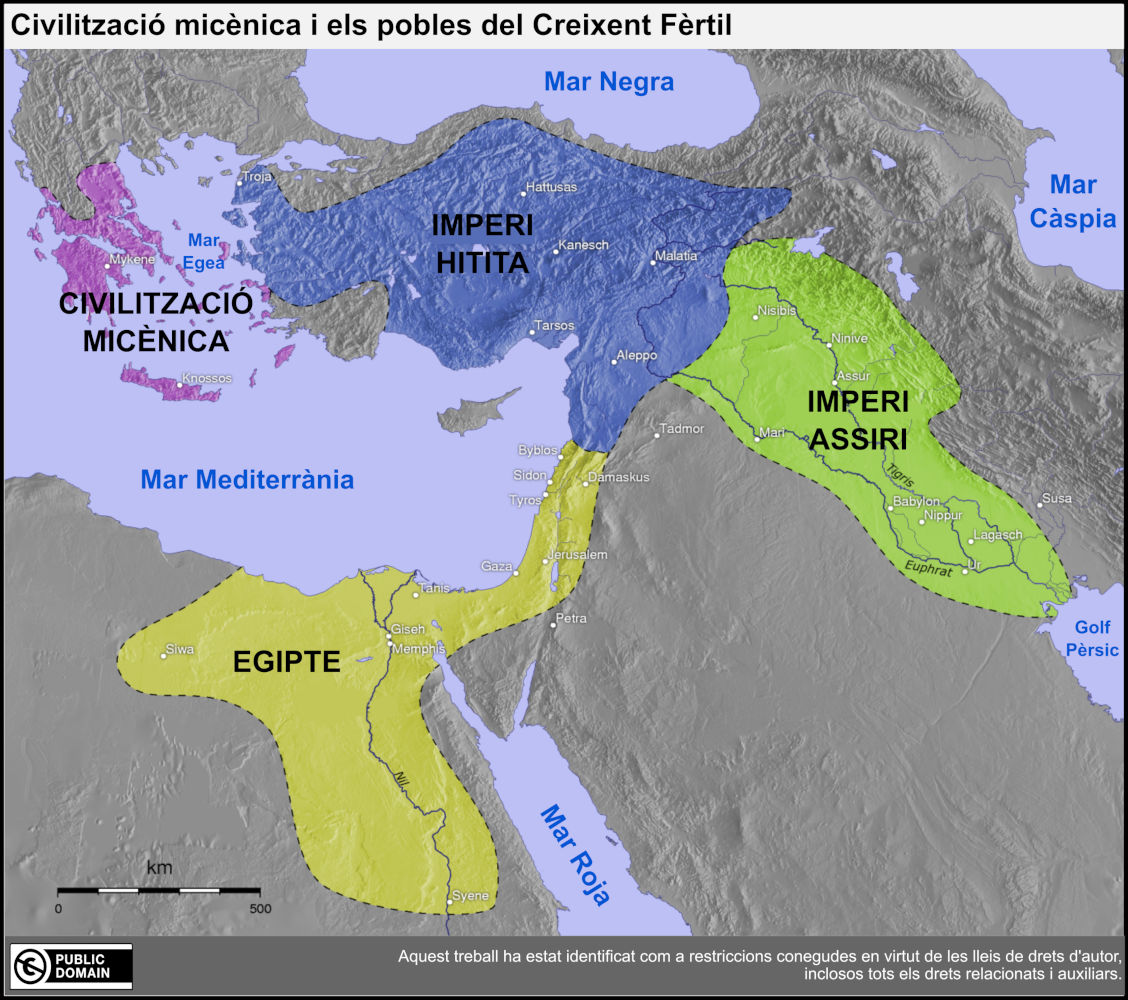 Civilització micènica i els pobles del Creixent Fèrtil
Mar Negra
Mar
Càspia
Troja
Hattusas
IMPERI
HITITA
Kanesch
Malatia
Mar
Egea
Mykene
CIVILITZACIÓ
MICÈNICA
Nisibis
Ninive
Tarsos
Aleppo
Assur
Knossos
IMPERI
ASSIRI
Tadmor
Mari
Byblos
Sidon
Damaskus
Tyros
Mar Mediterrània
Tigris
Susa
Babylon
Nippur
Lagasch
Jerusalem
Gaza
Euphrat
Ur
Tanis
Petra
Giseh
Memphis
Siwa
EGIPTE
Golf
Pèrsic
Nil
Mar Roja
km
0
500
Syene
PUBLIC
DOMAIN
Aquest treball ha estat identificat com a restriccions conegudes en virtut de les lleis de drets d'autor,
inclosos tots els drets relacionats i auxiliars.